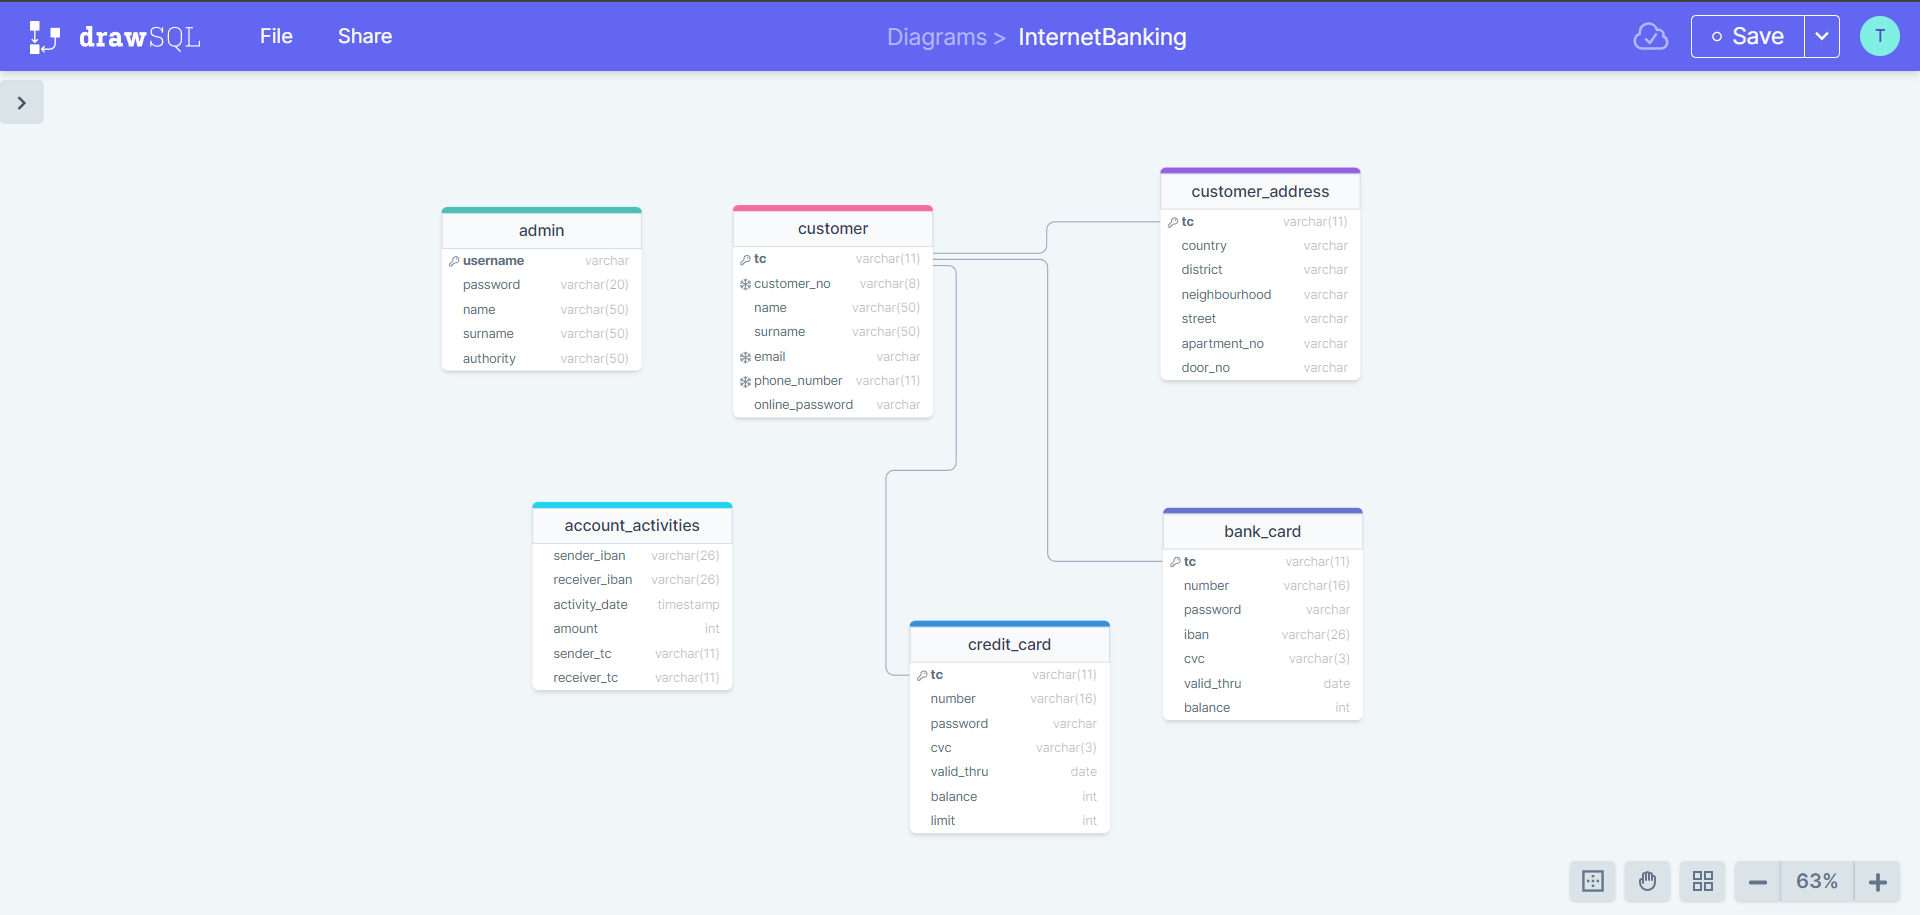 drawSQL File Share Diagrams > InternetBanking Save T
admin
username varchar
password varchar(20)
name varchar(50)
surname varchar(50)
authority varchar(50)
customer
tc varchar(11)
customer_no varchar(8)
name varchar(50)
surname varchar(50)
email varchar
phone_number varchar(11)
online_password varchar
customer_address
tc varchar(11)
country varchar
district varchar
neighbourhood varchar
street varchar
apartment_no varchar
door_no varchar
account_activities
sender_iban varchar(26)
receiver_iban varchar(26)
activity_date timestamp
amount int
sender_tc varchar(11)
receiver_tc varchar(11)
credit_card
tc varchar(11)
number varchar(16)
password varchar
cvc varchar(3)
valid_thru date
balance int
limit int
bank_card
tc varchar(11)
number varchar(16)
password varchar
iban varchar(26)
cvc varchar(3)
valid_thru date
balance int
63%